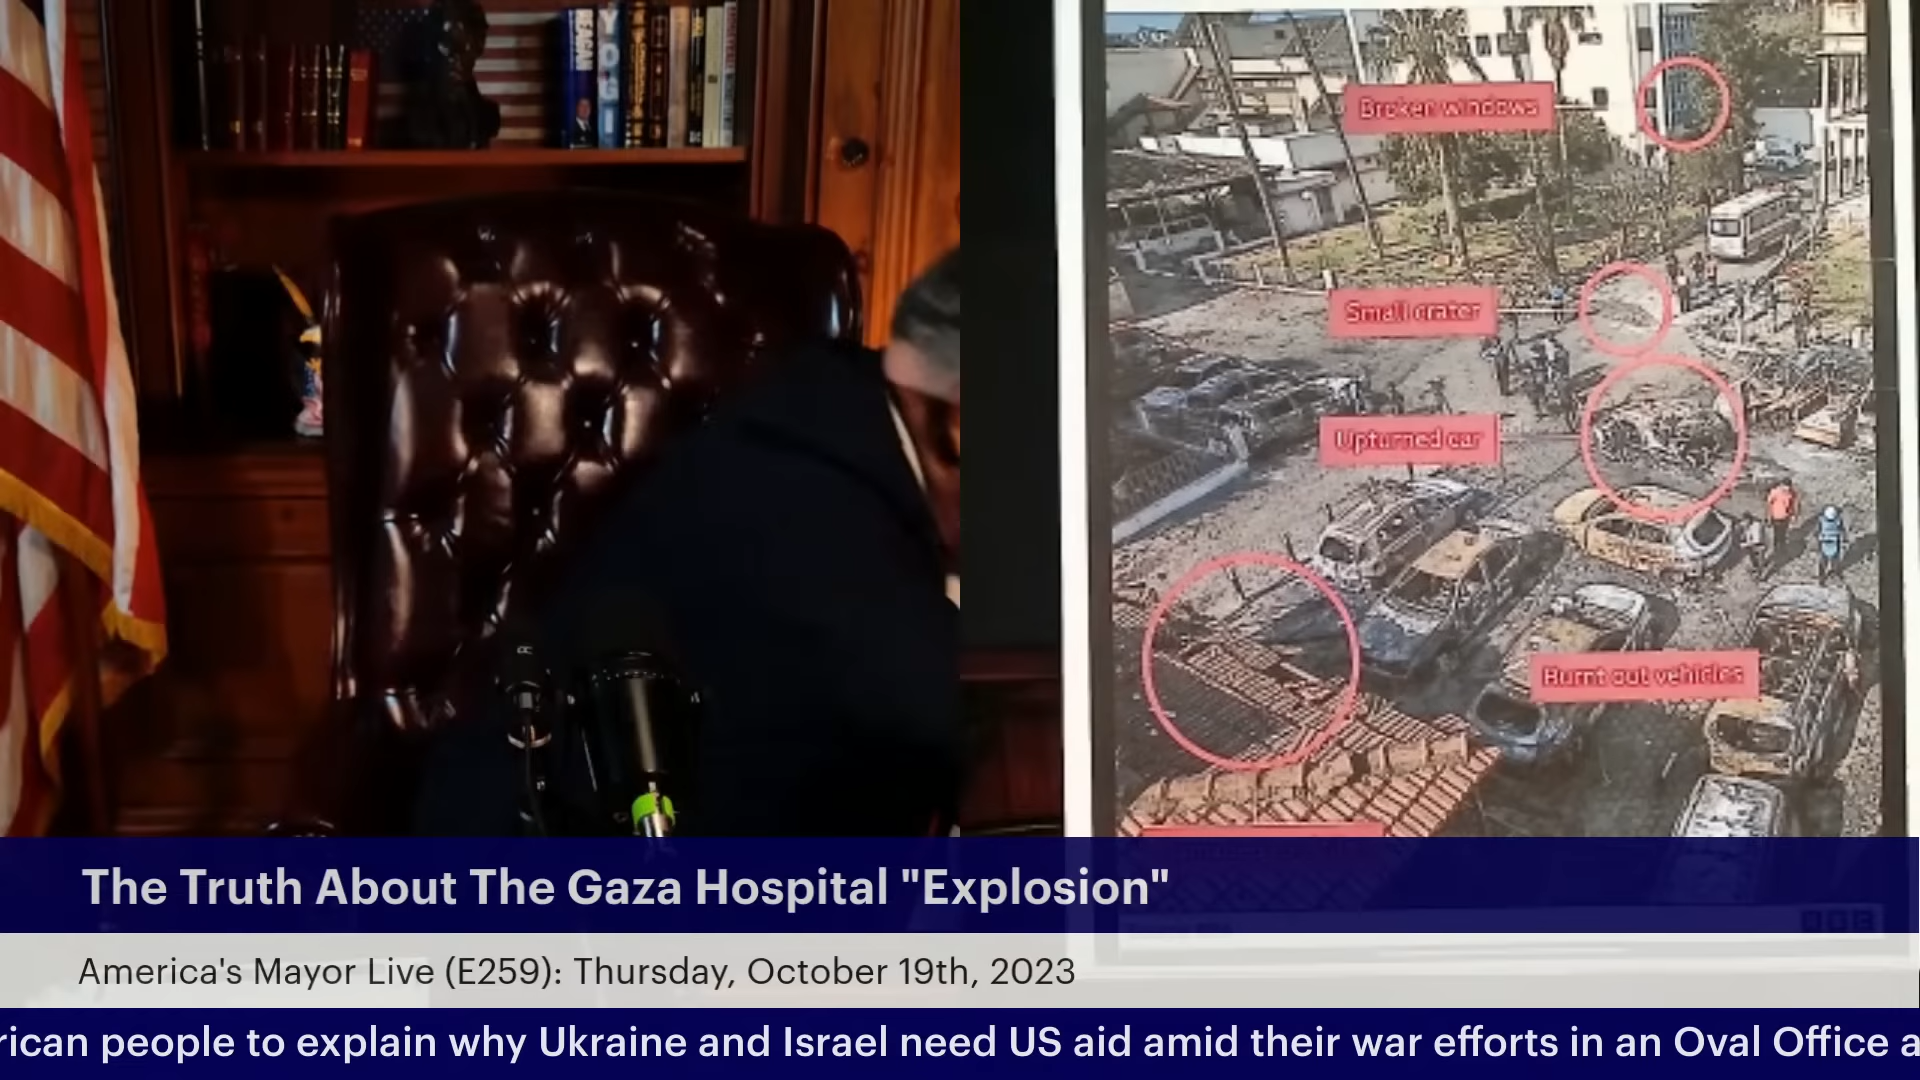 REAGAN
YOGI
Broken windows
Small crater
Upturned car
Burnt out vehicles
The Truth About The Gaza Hospital "Explosion"
America's Mayor Live (E259): Thursday, October 19th, 2023
rican people to explain why Ukraine and Israel need US aid amid their war efforts in an Oval Office a